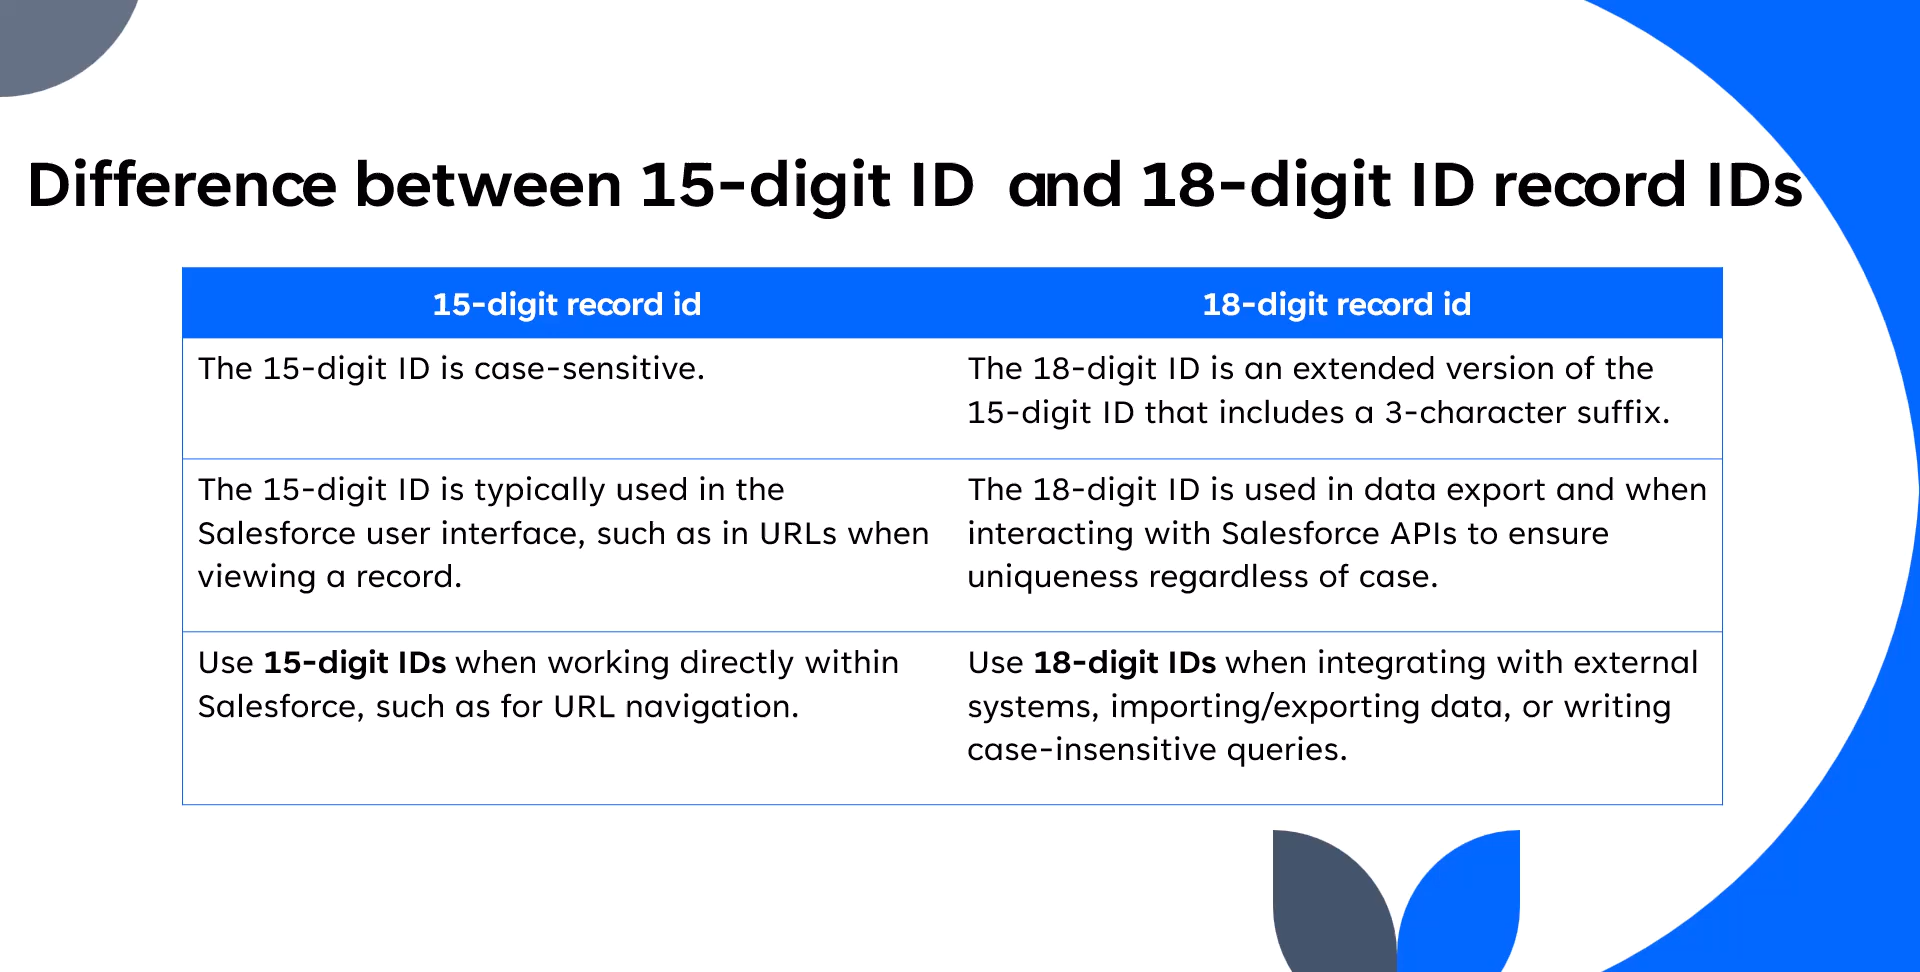 Difference between 15-digit ID and 18-digit ID record IDs
15-digit record id
18-digit record id
The 15-digit ID is case-sensitive.
The 18-digit ID is an extended version of the
15-digit ID that includes a 3-character suffix.
The 15-digit ID is typically used in the
Salesforce user interface, such as in URLs when
viewing a record.
The 18-digit ID is used in data export and when
interacting with Salesforce APIs to ensure
uniqueness regardless of case.
Use 15-digit IDs when working directly within
Salesforce, such as for URL navigation.
Use 18-digit IDs when integrating with external
systems, importing/exporting data, or writing
case-insensitive queries.